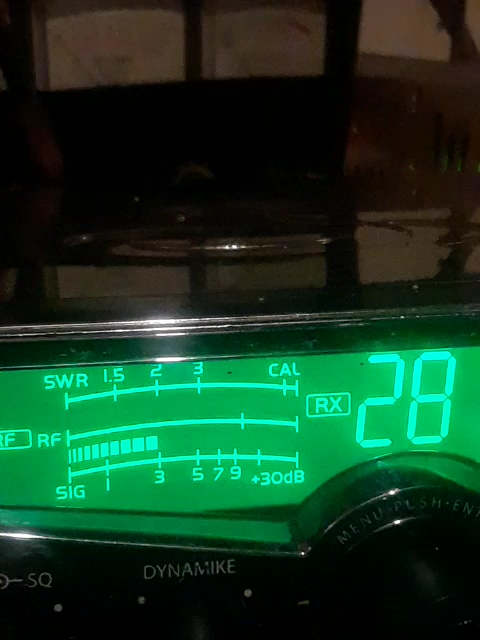 SWR 1.5 2 3 CAL
RX 28
RF RF
SIG 1 3 5 7 9 +30dB
MENU·PUSH·ENT
SQ DYNAMIKE